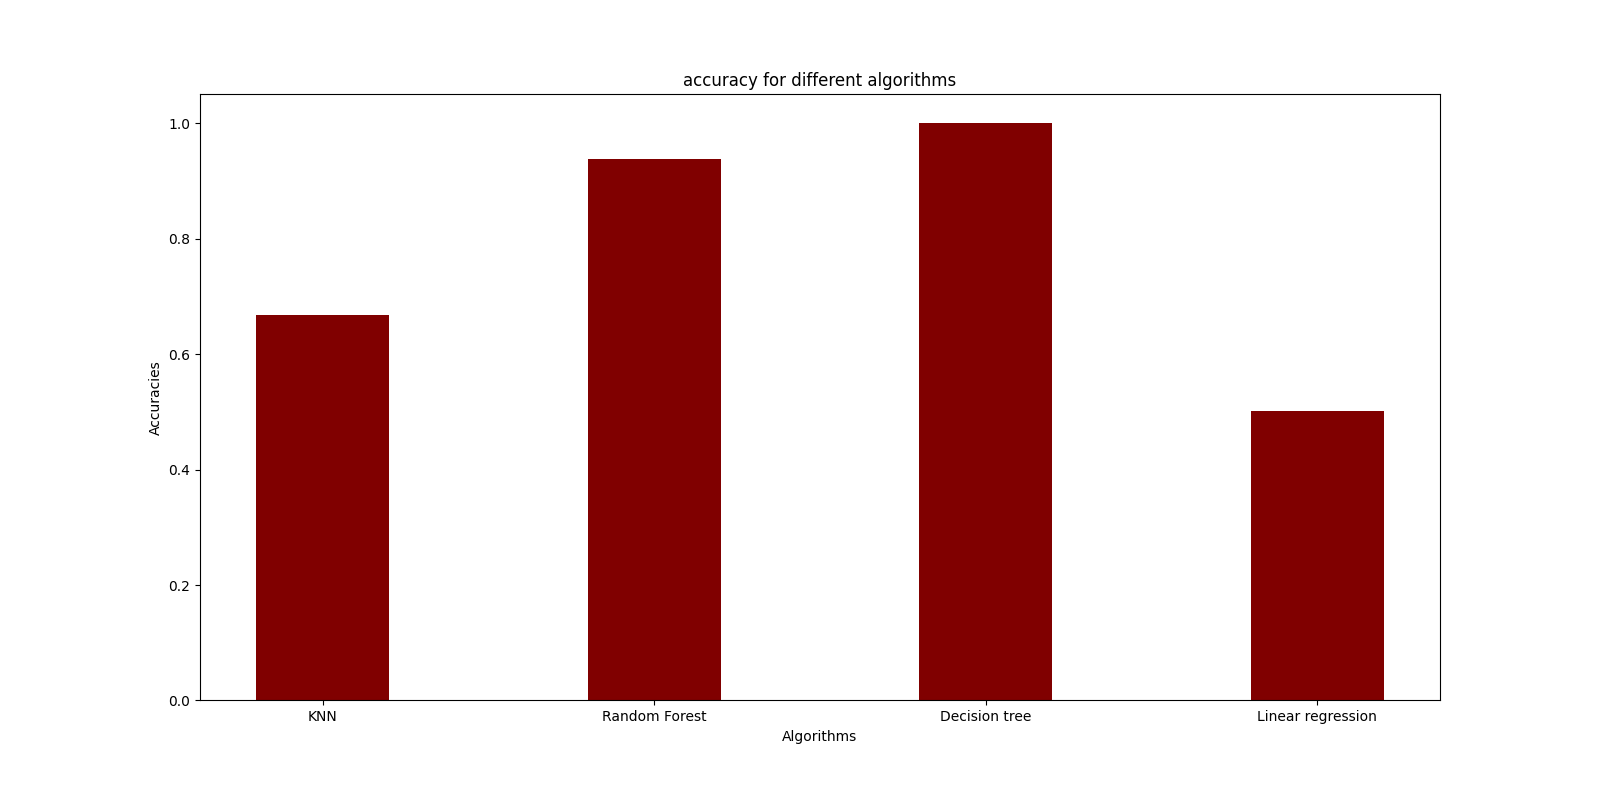 accuracy for different algorithms
1.0
0.8
0.6
0.4
0.2
0.0
Accuracies
KNN Random Forest Decision tree Linear regression
Algorithms